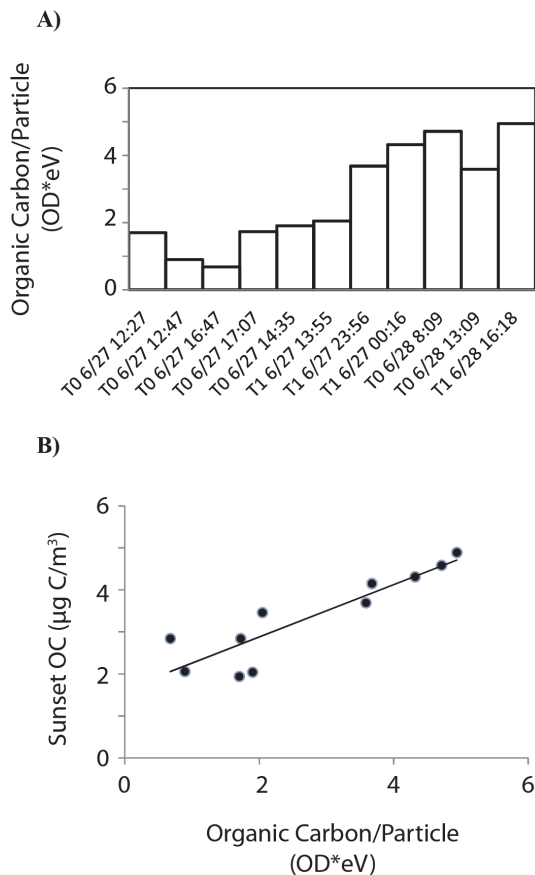 A)
Organic Carbon/Particle
(OD*eV)
6
4
2
0
T0 6/27 12:27
T0 6/27 12:47
T0 6/27 16:47
T0 6/27 17:07
T0 6/27 14:35
T1 6/27 13:55
T1 6/27 23:56
T1 6/27 00:16
T0 6/28 8:09
T0 6/28 13:09
T1 6/28 16:18
B)
Sunset OC (µg C/m³)
6
4
2
0
0 2 4 6
Organic Carbon/Particle
(OD*eV)